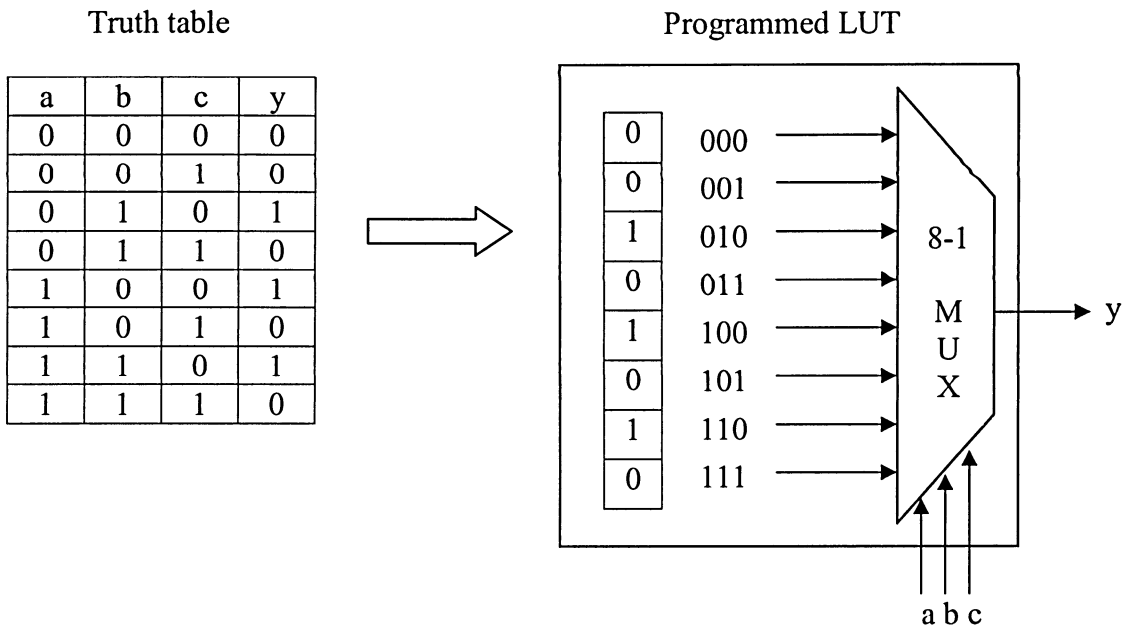 Truth table
a b c y
0 0 0 0
0 0 1 0
0 1 0 1
0 1 1 0
1 0 0 1
1 0 1 0
1 1 0 1
1 1 1 0
Programmed LUT
0 000
0 001
1 010
0 011
1 100
0 101
1 110
0 111
8-1
M
U
X
y
a b c